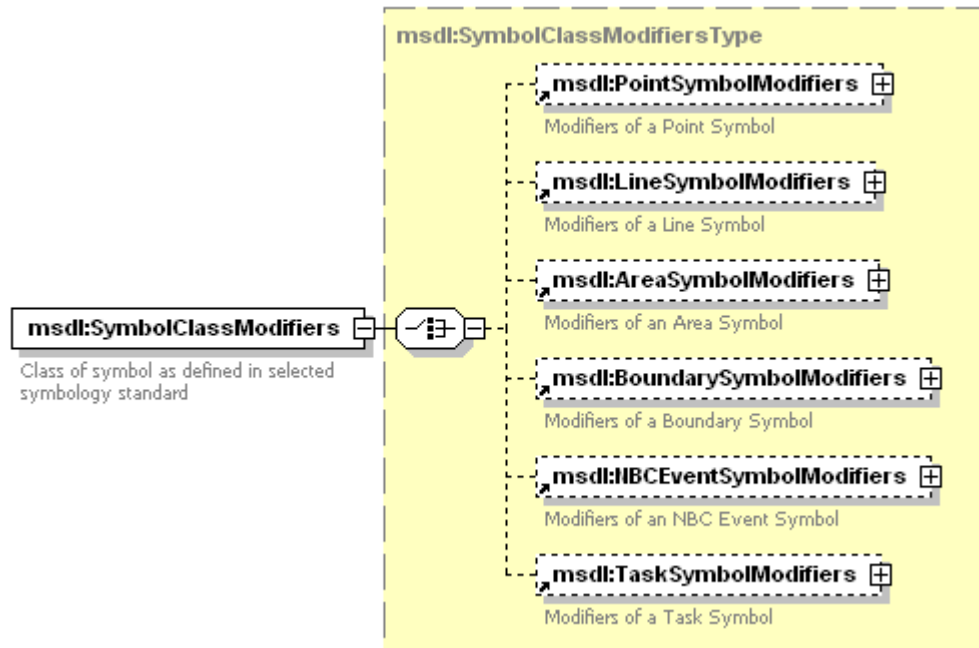 msdl:SymbolClassModifiersType
msdl:PointSymbolModifiers
Modifiers of a Point Symbol
msdl:LineSymbolModifiers
Modifiers of a Line Symbol
msdl:AreaSymbolModifiers
Modifiers of an Area Symbol
msdl:SymbolClassModifiers
Class of symbol as defined in selected
symbology standard
msdl:BoundarySymbolModifiers
Modifiers of a Boundary Symbol
msdl:NBCEventSymbolModifiers
Modifiers of an NBC Event Symbol
msdl:TaskSymbolModifiers
Modifiers of a Task Symbol